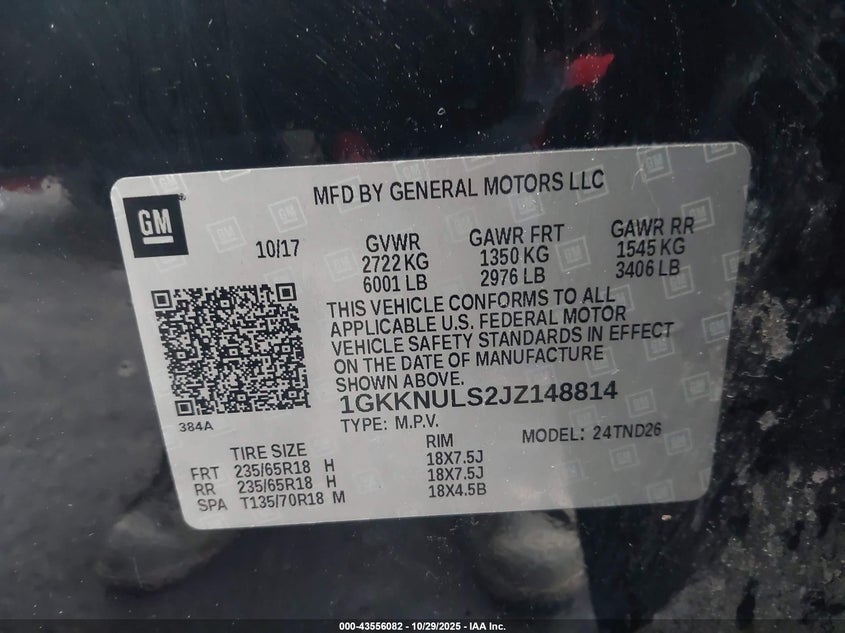 MFD BY GENERAL MOTORS LLC
GM
10/17
GVWR GAWR FRT GAWR RR
2722 KG 1350 KG 1545 KG
6001 LB 2976 LB 3406 LB
THIS VEHICLE CONFORMS TO ALL
APPLICABLE U.S. FEDERAL MOTOR
VEHICLE SAFETY STANDARDS IN EFFECT
ON THE DATE OF MANUFACTURE
SHOWN ABOVE.
384A
1GKKNULS2JZ148814
TYPE: M.P.V. MODEL: 24TND26
TIRE SIZE RIM
FRT 235/65R18 H 18X7.5J
RR 235/65R18 H 18X7.5J
SPA T135/70R18 M 18X4.5B
000-43556082 - 10/29/2025 - IAA Inc.